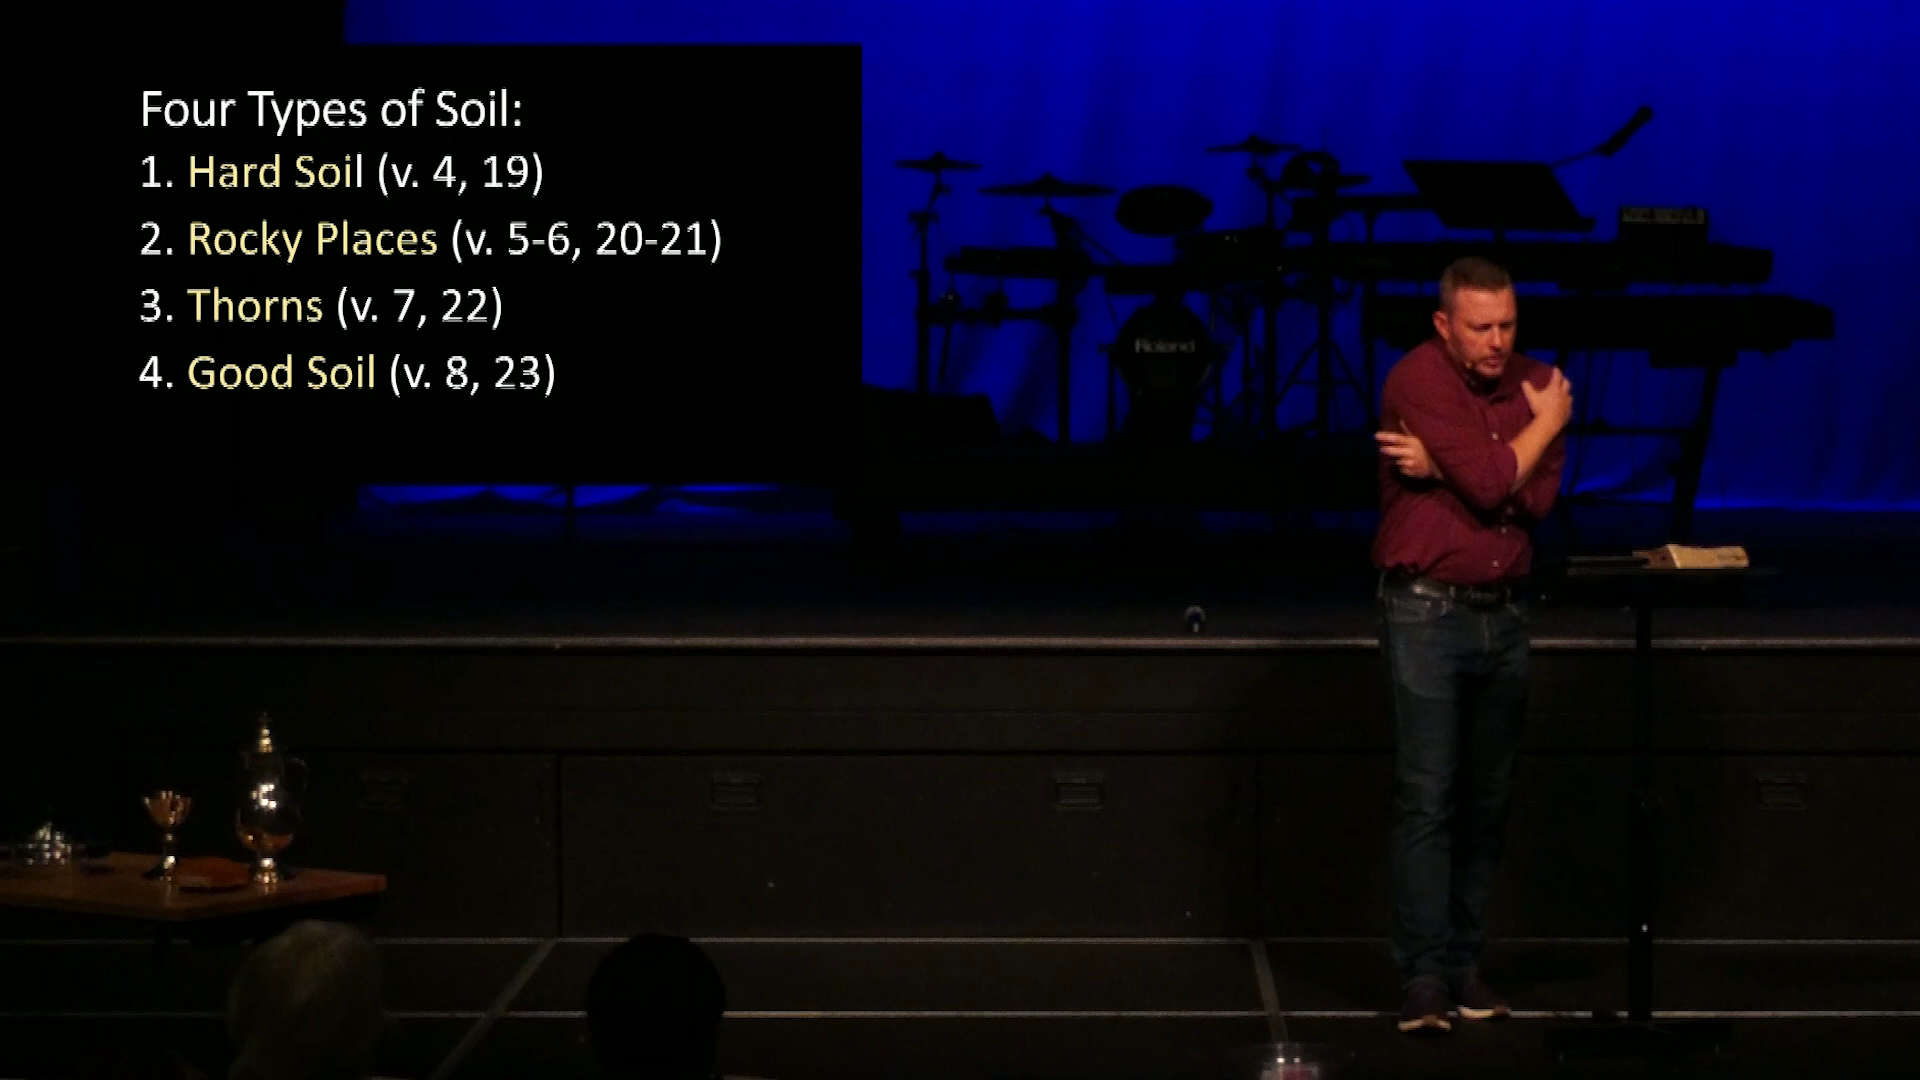 Four Types of Soil:
1. Hard Soil (v. 4, 19)
2. Rocky Places (v. 5-6, 20-21)
3. Thorns (v. 7, 22)
4. Good Soil (v. 8, 23)
Roland